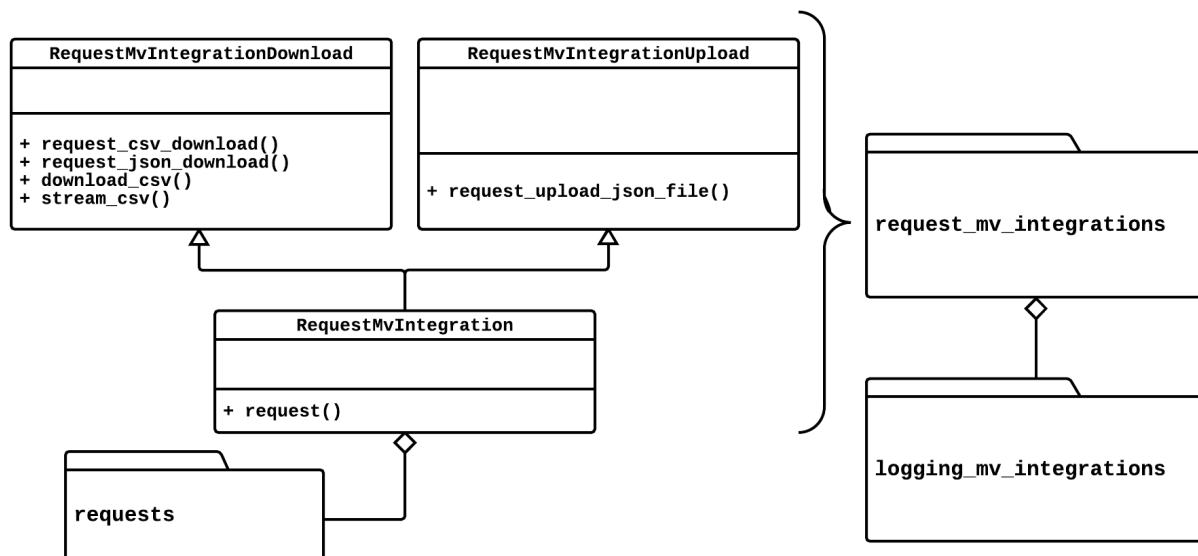 RequestMvIntegrationDownload
+ request_csv_download()
+ request_json_download()
+ download_csv()
+ stream_csv()
RequestMvIntegrationUpload
+ request_upload_json_file()
RequestMvIntegration
+ request()
requests
request_mv_integrations
logging_mv_integrations